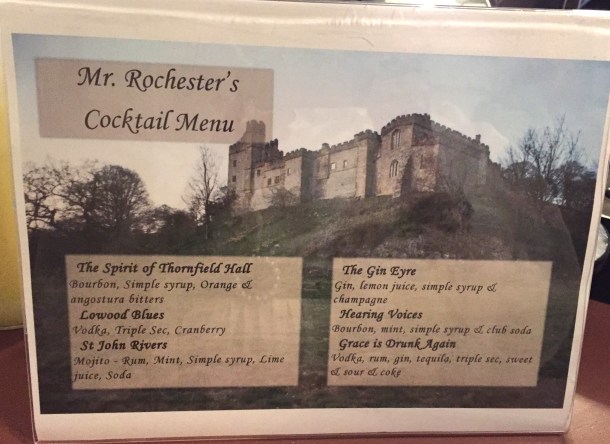 Mr. Rochester's
Cocktail Menu
The Spirit of Thornfield Hall
Bourbon, Simple syrup, Orange &
angostura bitters
Lowood Blues
Vodka, Triple Sec, Cranberry
St John Rivers
Mojito - Rum, Mint, Simple syrup, Lime
juice, Soda
The Gin Eyre
Gin, lemon juice, simple syrup &
champagne
Hearing Voices
Bourbon, mint, simple syrup & club soda
Grace is Drunk Again
Vodka, rum, gin, tequila, triple sec, sweet
& sour & coke